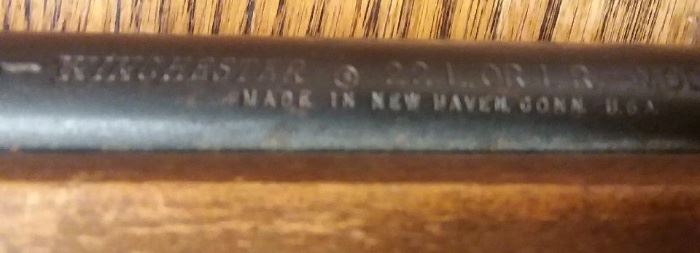 — WINCHESTER ® .22 L. OR L.R.
MADE IN NEW HAVEN, CONN. U.S.A.